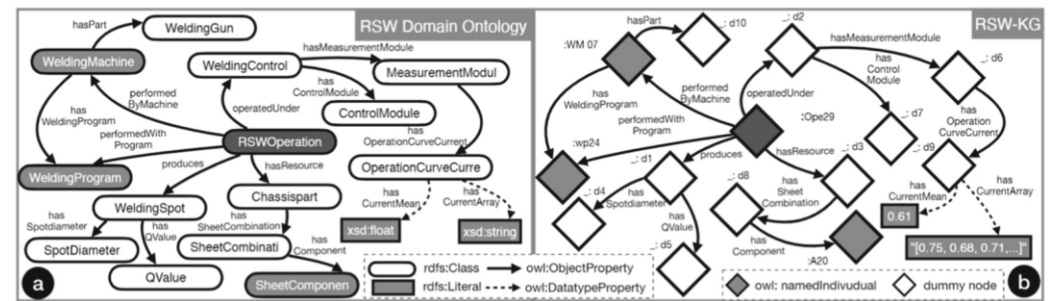 RSW Domain Ontology
hasPart
WeldingGun
WeldingMachine
WeldingControl
hasMeasurementModule
MeasurementModul
has
ControlModule
ControlModule
has
WeldingProgram
performed
ByMachine
operatedUnder
performedWith
Program
RSWOperation
has
OperationCurveCurrent
WeldingProgram
produces
hasResource
OperationCurveCurre
Chassispart
has
CurrentMean
has
CurrentArray
WeldingSpot
has
Spotdiameter
has
QValue
has
SheetCombination
xsd:float
xsd:string
SpotDiameter
SheetCombinati
has
Component
QValue
SheetComponen
rdfs:Class
owl:ObjectProperty
rdfs:Literal
owl:DatatypeProperty
a
RSW-KG
hasPart
_: d10
_: d2
:WM 07
hasMeasurementModule
_: d6
has
Control
Module
has
WeldingProgram
performed
ByMachine
operatedUnder
:Ope29
performedWith
Program
_: d7
has
Operation
CurveCurrent
:wp24
_: d1
produces
hasResource
_: d3
_: d9
_: d4
has
Spotdiameter
_: d8
has
Sheet
Combination
has
CurrentMean
has
CurrentArray
has
QValue
0.61
_: d5
has
Component
:A20
"[0.75, 0.68, 0.71,...]"
owl: namedIndivudual
dummy node
b